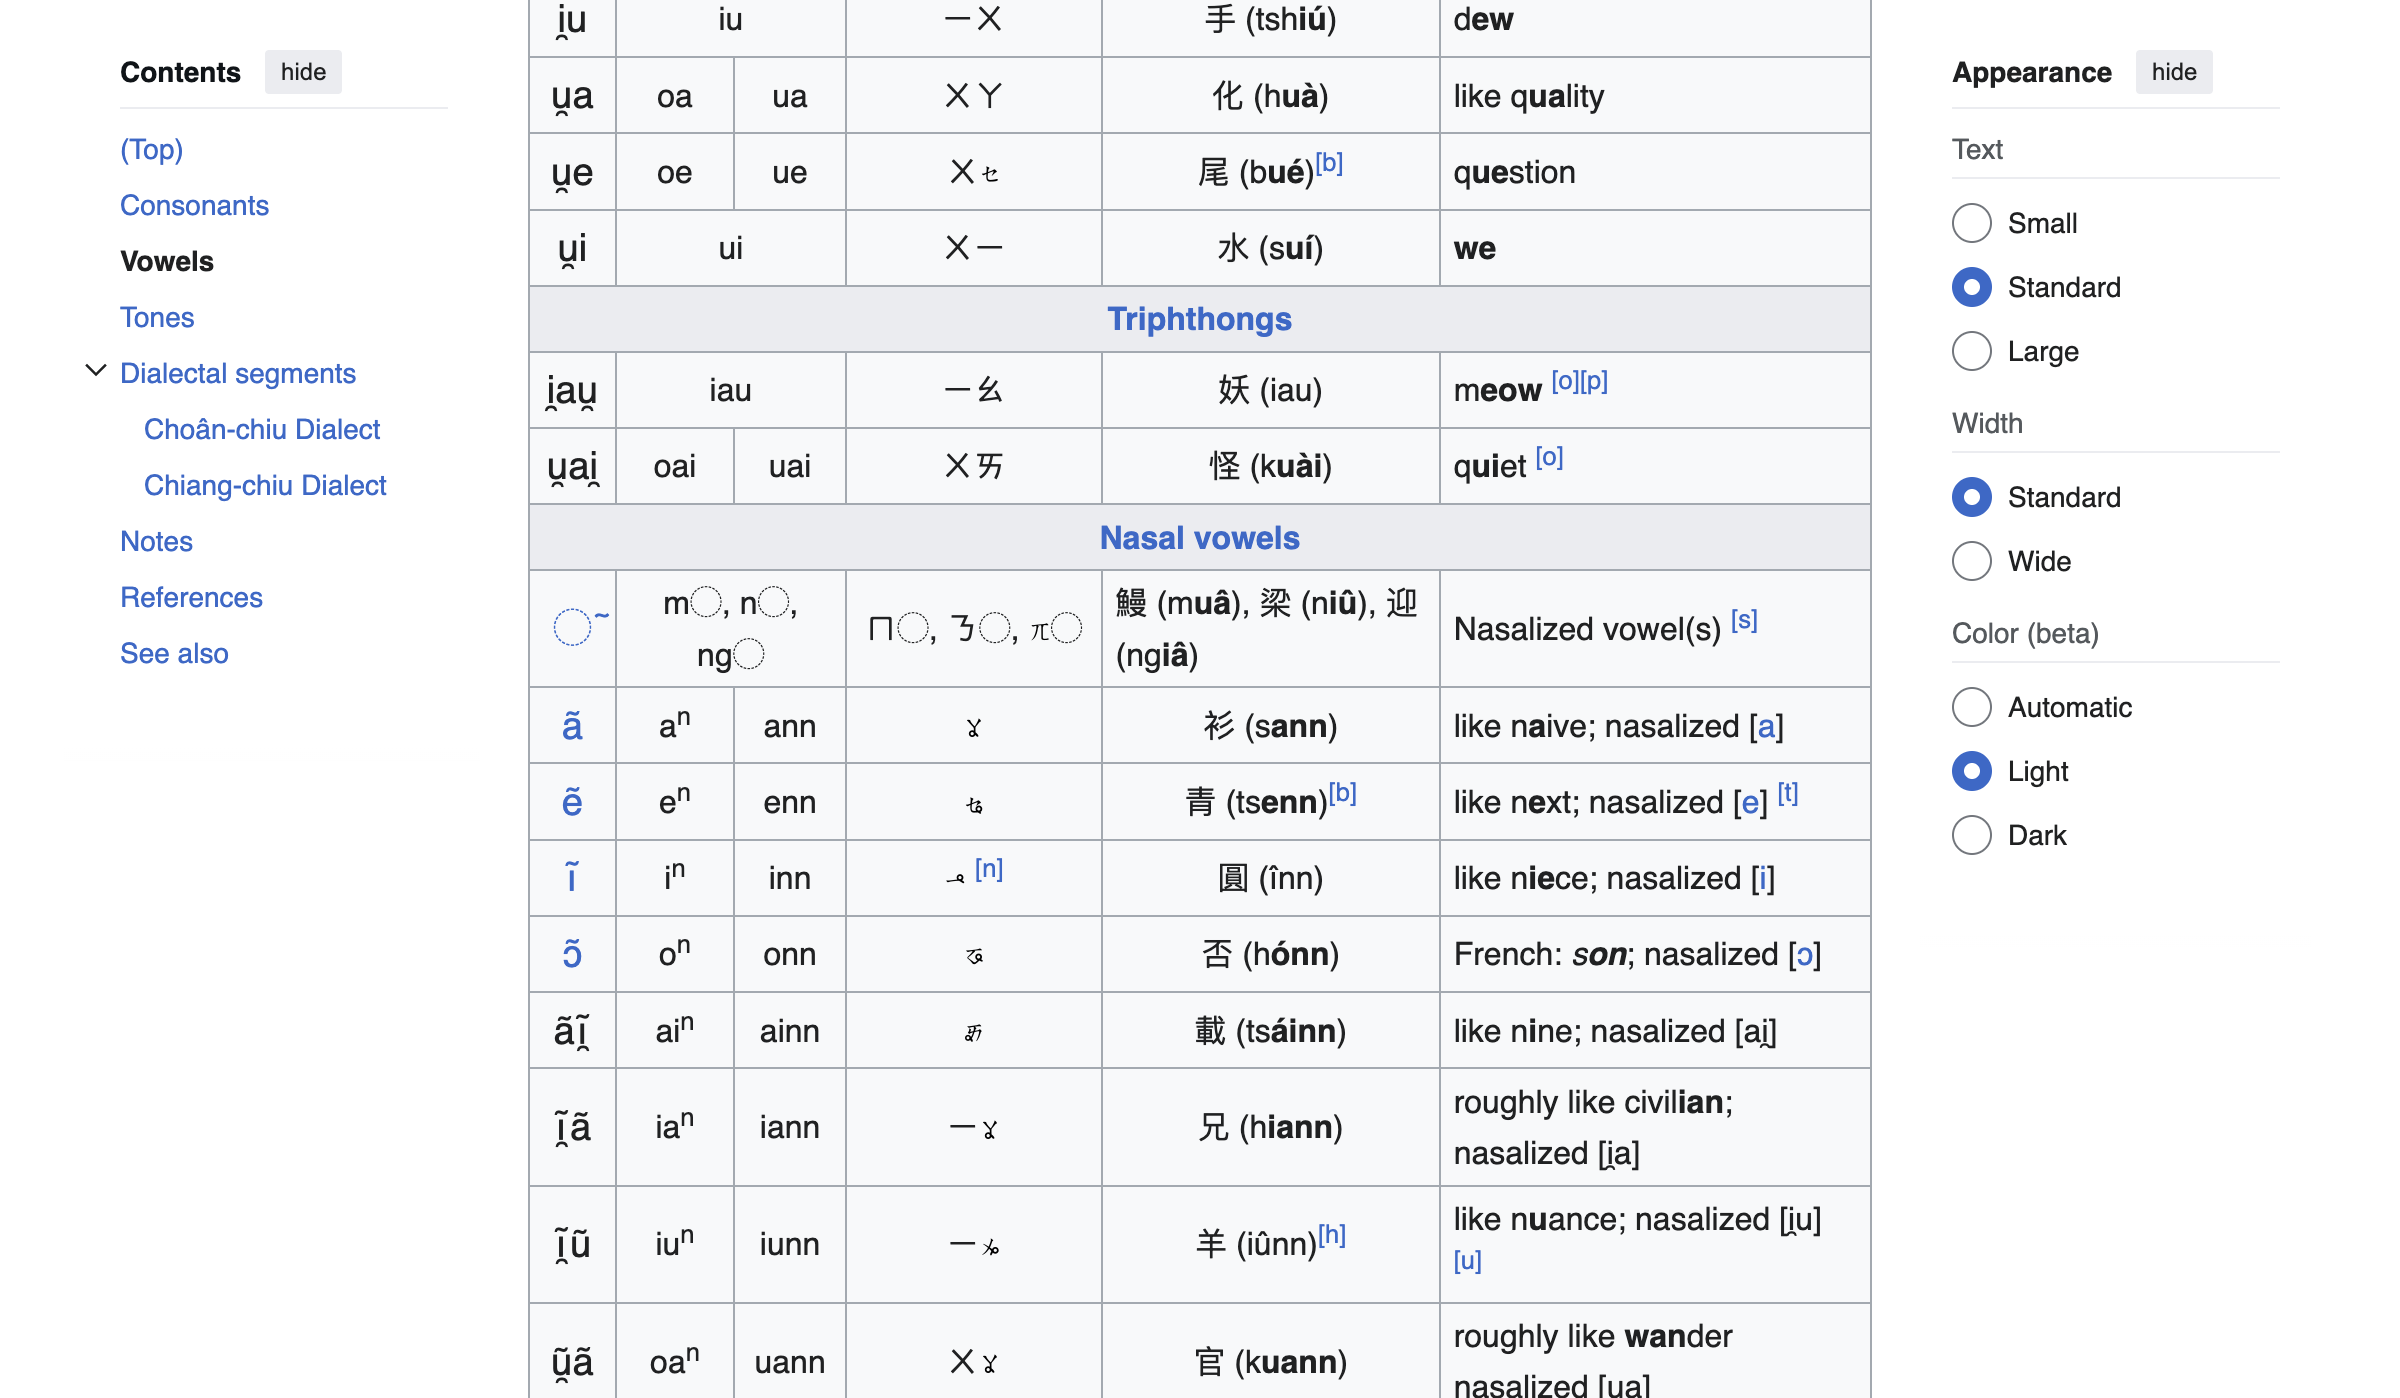 Contents hide
(Top)
Consonants
Vowels
Tones
Dialectal segments
Choân-chiu Dialect
Chiang-chiu Dialect
Notes
References
See also
i̯u iu ㄧㄨ 手 (tshiú) dew
u̯a oa ua ㄨㄚ 化 (huà) like quality
u̯e oe ue ㄨㆤ 尾 (bué)[b] question
u̯i ui ㄨㄧ 水 (suí) we
Triphthongs
i̯au̯ iau ㄧㄠ 妖 (iau) meow [o][p]
u̯ai̯ oai uai ㄨㄞ 怪 (kuài) quiet [o]
Nasal vowels
◌̃ m◌, n◌, ng◌ ㄇ◌, ㄋ◌, ㄫ◌ 鰻 (muâ), 梁 (niû), 迎 (ngiâ) Nasalized vowel(s) [s]
ã aⁿ ann ㆩ 衫 (sann) like naive; nasalized [a]
ẽ eⁿ enn ㆥ 青 (tsenn)[b] like next; nasalized [e] [t]
ĩ iⁿ inn ㆪ [n] 圓 (înn) like niece; nasalized [i]
ɔ̃ oⁿ onn ㆧ 否 (hónn) French: son; nasalized [ɔ]
ãĩ̯ aiⁿ ainn ㆮ 載 (tsáinn) like nine; nasalized [ai̯]
ĩ̯ã iaⁿ iann ㄧㆩ 兄 (hiann) roughly like civilian;
nasalized [i̯a]
ĩ̯ũ iuⁿ iunn ㄧㆫ 羊 (iûnn)[h] like nuance; nasalized [i̯u]
[u]
ũ̯ã oaⁿ uann ㄨㆩ 官 (kuann) roughly like wander
nasalized [u̯a]
Appearance hide
Text
Small
Standard
Large
Width
Standard
Wide
Color (beta)
Automatic
Light
Dark